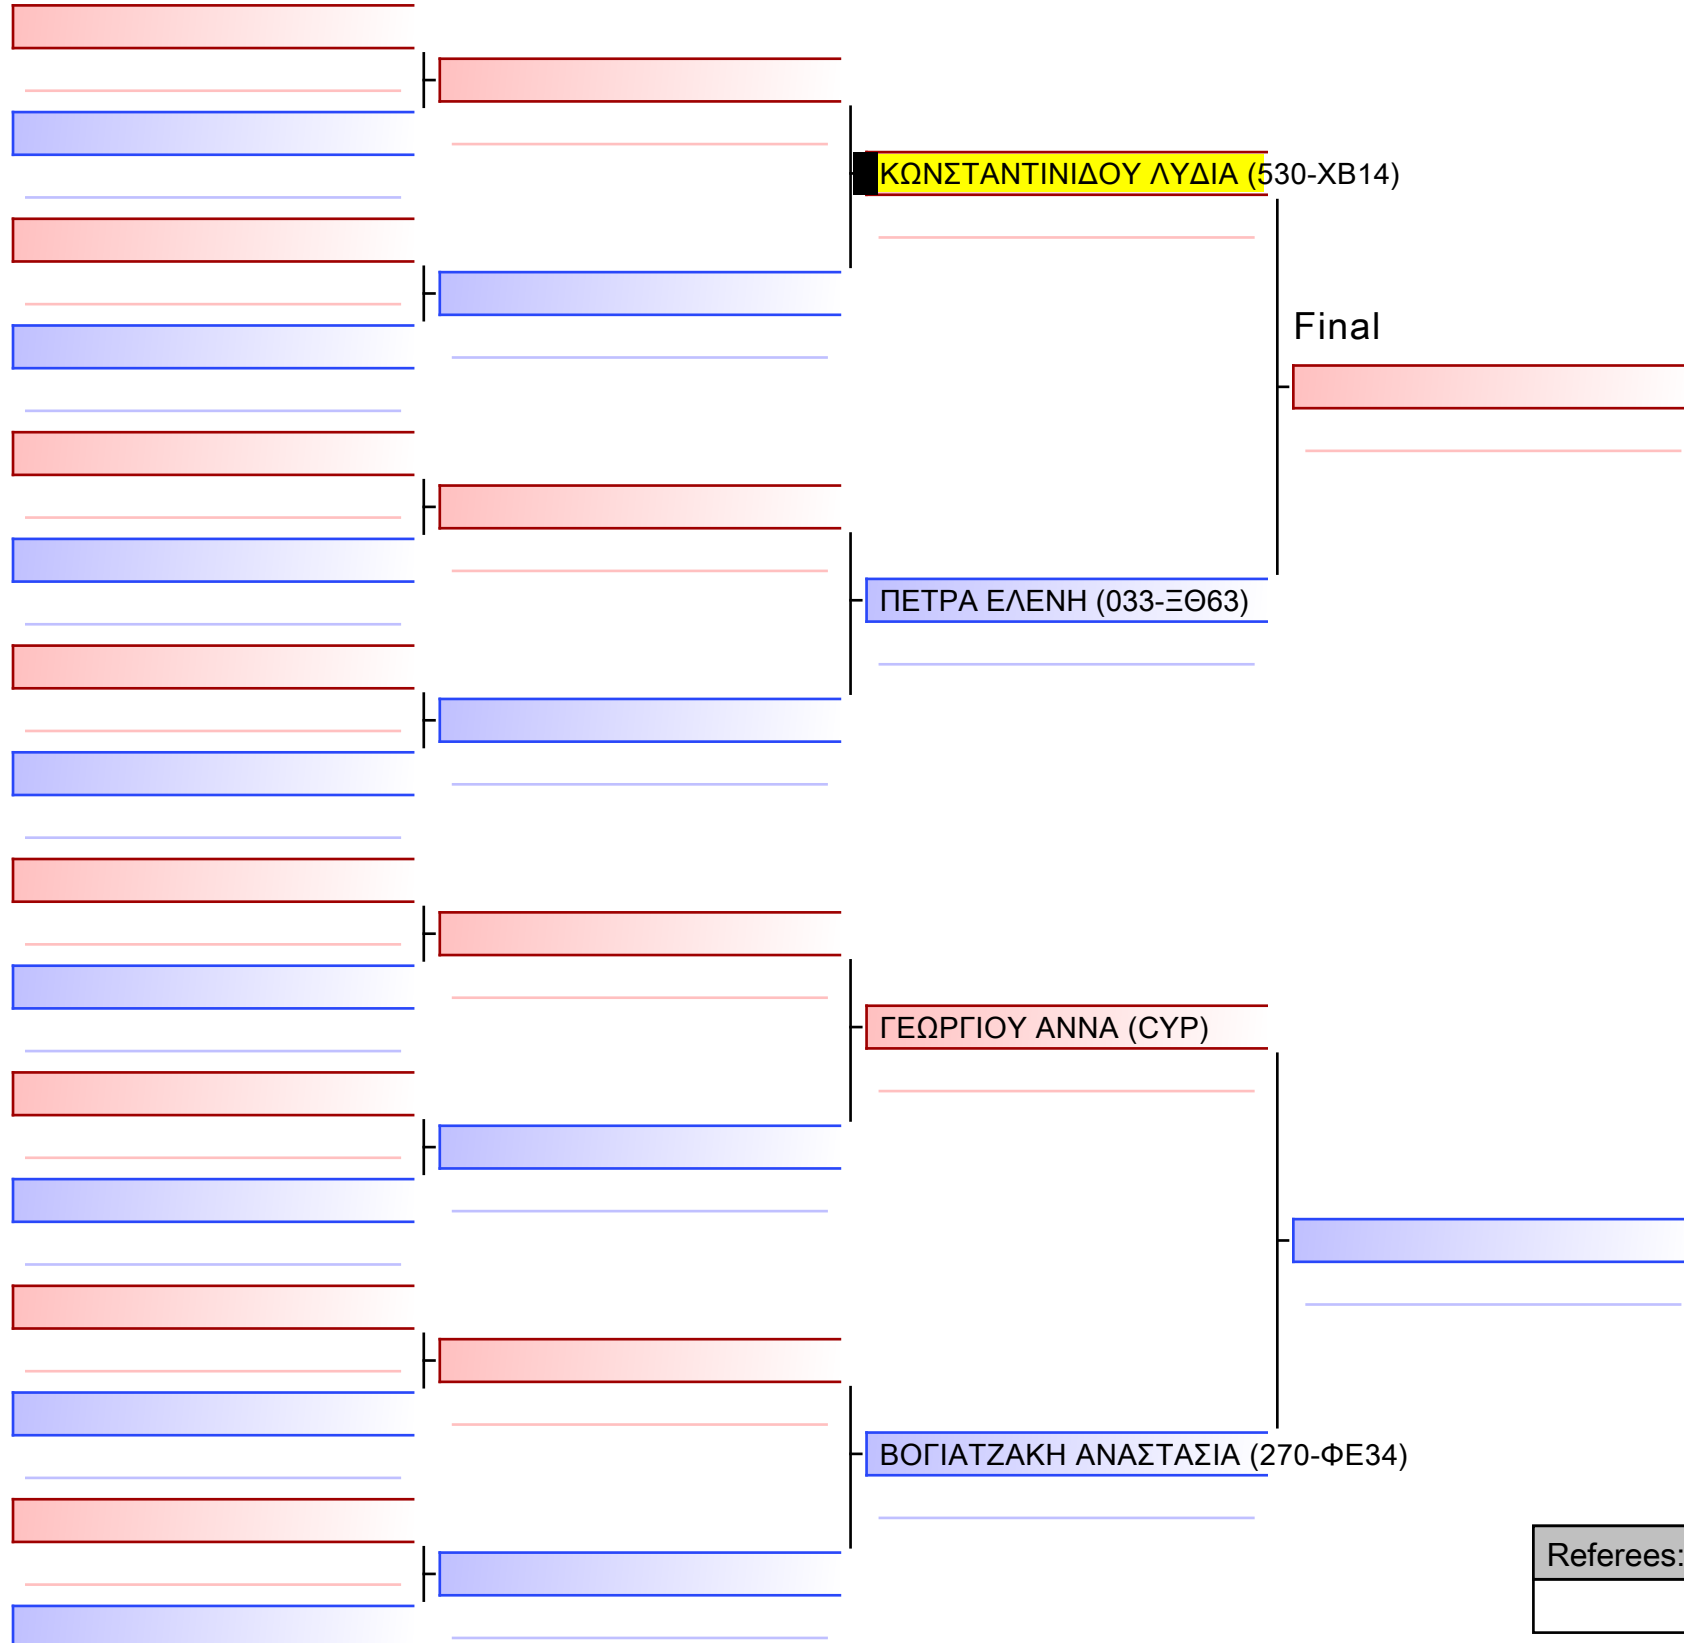 ΚΩΝΣΤΑΝΤΙΝΙΔΟΥ ΛΥΔΙΑ (530-ΧΒ14)
Final
ΠΕΤΡΑ ΕΛΕΝΗ (033-ΞΘ63)
ΓΕΩΡΓΙΟΥ ΑΝΝΑ (CYP)
ΒΟΓΙΑΤΖΑΚΗ ΑΝΑΣΤΑΣΙΑ (270-ΦΕ34)
Referees: